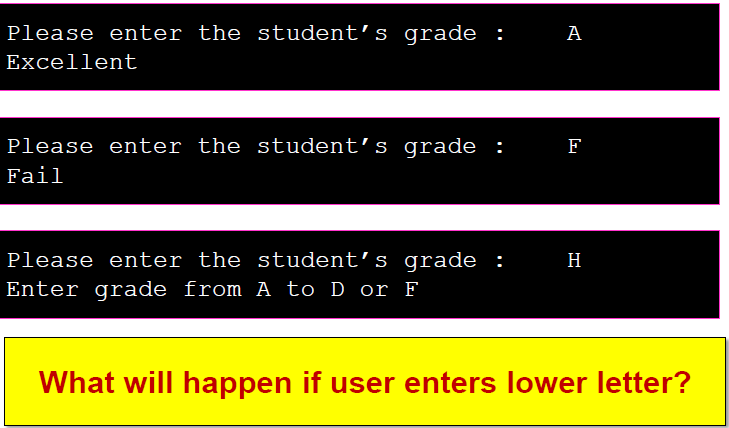 Please enter the student’s grade :    A
Excellent
Please enter the student’s grade :    F
Fail
Please enter the student’s grade :    H
Enter grade from A to D or F
What will happen if user enters lower letter?